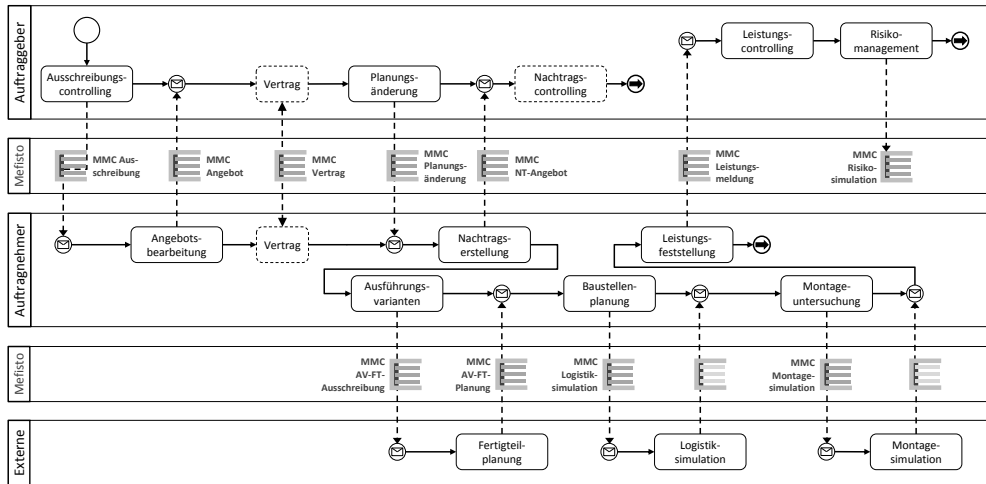 Auftraggeber
Ausschreibungs-
controlling
Vertrag
Planungs-
änderung
Nachtrags-
controlling
Leistungs-
controlling
Risiko-
management
Mefisto
MMC Aus-
schreibung
MMC
Angebot
MMC
Vertrag
MMC
Planungs-
änderung
MMC
NT-Angebot
MMC
Leistungs-
meldung
MMC
Risiko-
simulation
Auftragnehmer
Angebots-
bearbeitung
Vertrag
Nachtrags-
erstellung
Leistungs-
feststellung
Ausführungs-
varianten
Baustellen-
planung
Montage-
untersuchung
Mefisto
MMC
AV-FT-
Ausschreibung
MMC
AV-FT-
Planung
MMC
Logistik-
simulation
MMC
Montage-
simulation
Externe
Fertigteil-
planung
Logistik-
simulation
Montage-
simulation